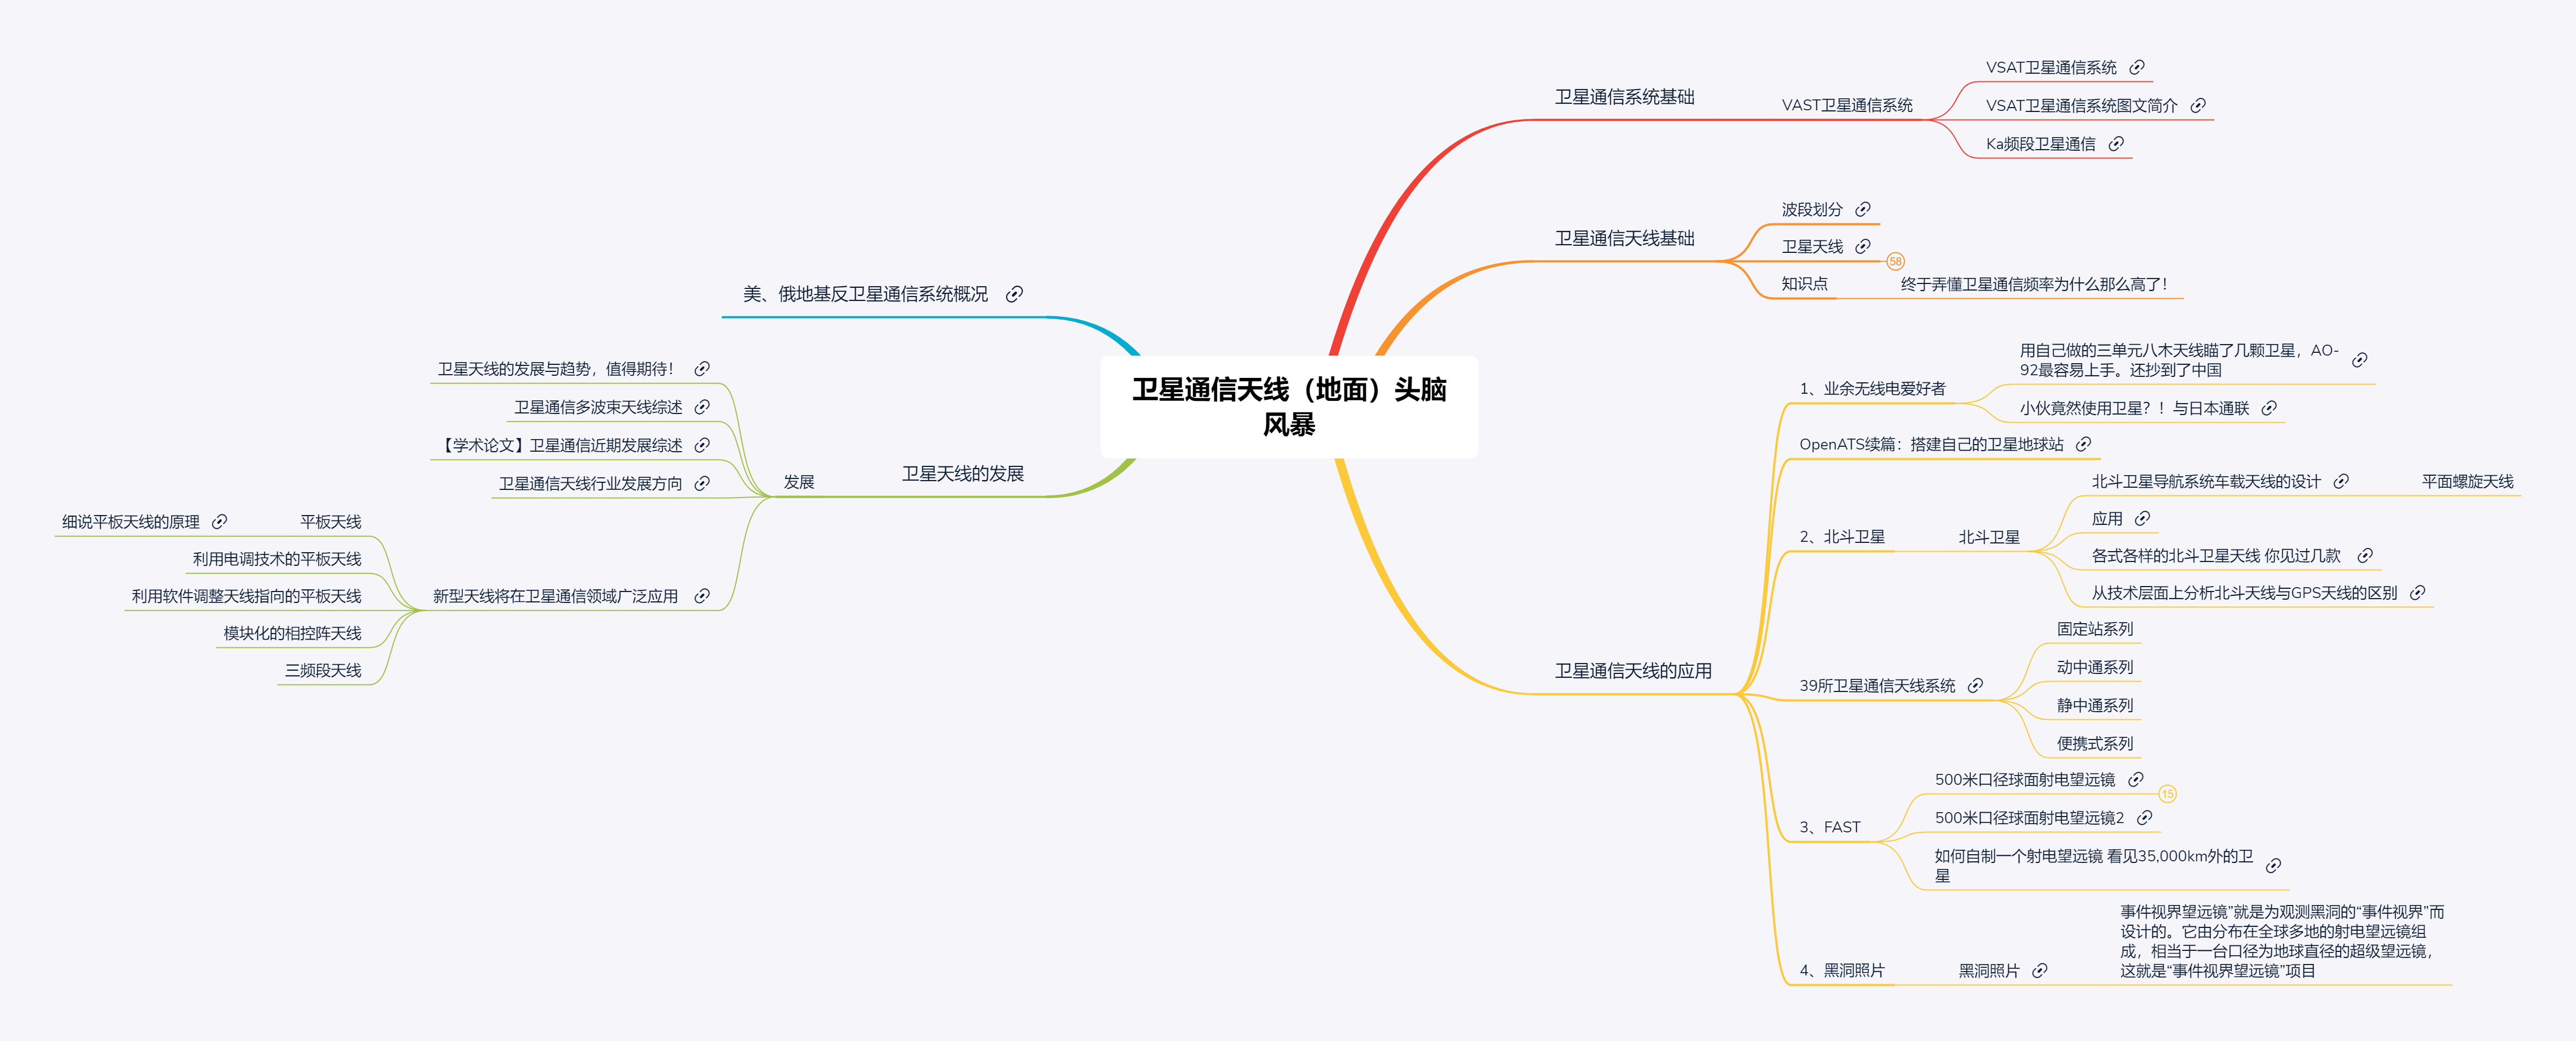 卫星通信天线（地面）头脑
风暴
卫星通信系统基础
VAST卫星通信系统
VSAT卫星通信系统
VSAT卫星通信系统图文简介
Ka频段卫星通信
卫星通信天线基础
波段划分
卫星天线
58
知识点
终于弄懂卫星通信频率为什么那么高了！
卫星通信天线的应用
1、业余无线电爱好者
用自己做的三单元八木天线瞄了几颗卫星，AO-
92最容易上手。还抄到了中国
小伙竟然使用卫星？！与日本通联
OpenATS续篇：搭建自己的卫星地球站
2、北斗卫星
北斗卫星
北斗卫星导航系统车载天线的设计
平面螺旋天线
应用
各式各样的北斗卫星天线 你见过几款
从技术层面上分析北斗天线与GPS天线的区别
39所卫星通信天线系统
固定站系列
动中通系列
静中通系列
便携式系列
3、FAST
500米口径球面射电望远镜
15
500米口径球面射电望远镜2
如何自制一个射电望远镜 看见35,000km外的卫
星
4、黑洞照片
黑洞照片
事件视界望远镜”就是为观测黑洞的“事件视界”而
设计的。它由分布在全球多地的射电望远镜组
成，相当于一台口径为地球直径的超级望远镜，
这就是“事件视界望远镜”项目
美、俄地基反卫星通信系统概况
卫星天线的发展
发展
卫星天线的发展与趋势，值得期待！
卫星通信多波束天线综述
【学术论文】卫星通信近期发展综述
卫星通信天线行业发展方向
新型天线将在卫星通信领域广泛应用
平板天线
细说平板天线的原理
利用电调技术的平板天线
利用软件调整天线指向的平板天线
模块化的相控阵天线
三频段天线